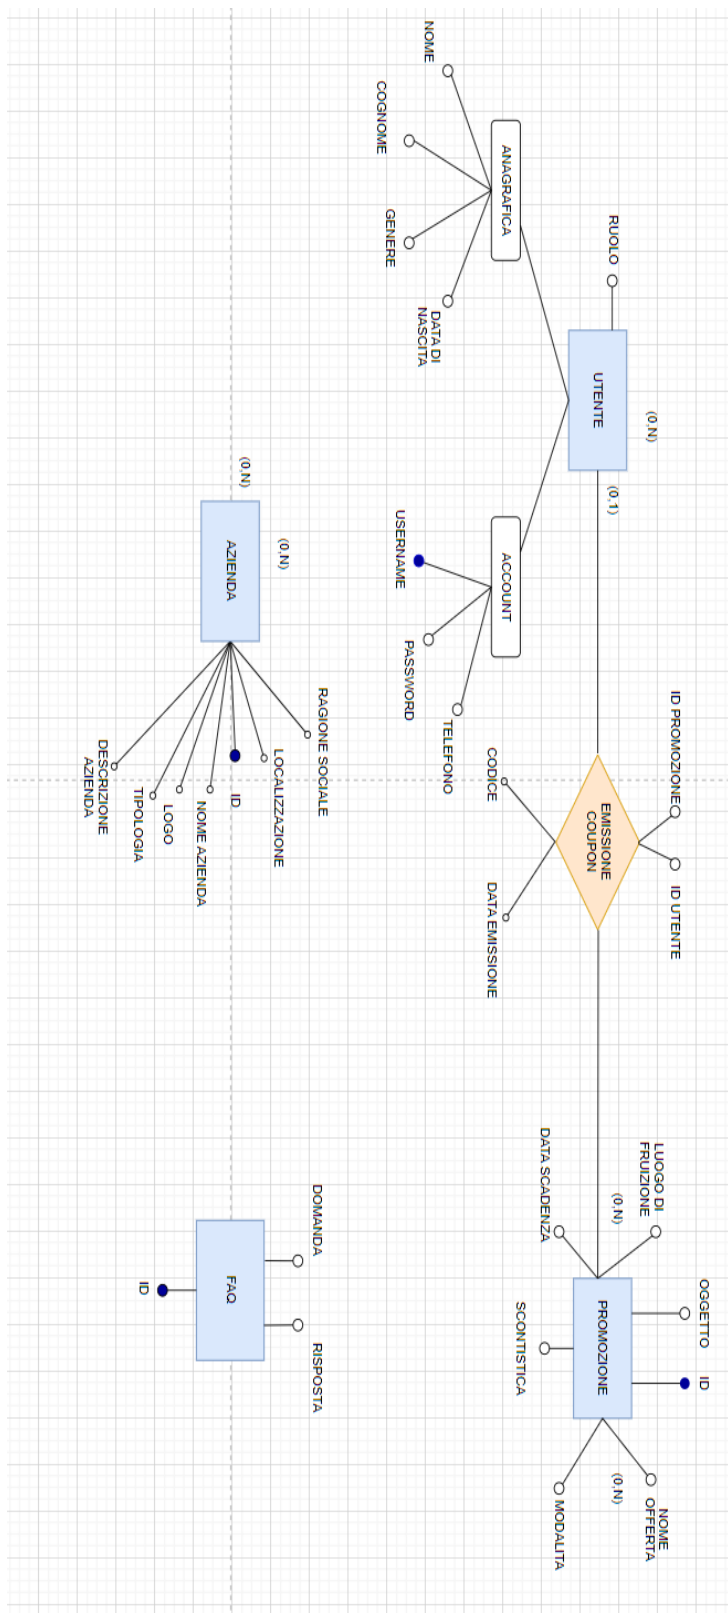 NOME
COGNOME
GENERE
DATA DI
NASCITA
ANAGRAFICA
RUOLO
UTENTE
(0,N)
(0,1)
ACCOUNT
USERNAME
PASSWORD
TELEFONO
ID PROMOZIONE
ID UTENTE
EMISSIONE
COUPON
CODICE
DATA EMISSIONE
LUOGO DI
FRUIZIONE
(0,N)
DATA SCADENZA
OGGETTO
ID
PROMOZIONE
SCONTISTICA
(0,N)
NOME
OFFERTA
MODALITA
(0,N)
(0,N)
AZIENDA
RAGIONE SOCIALE
LOCALIZZAZIONE
ID
NOME AZIENDA
LOGO
TIPOLOGIA
DESCRIZIONE
AZIENDA
DOMANDA
RISPOSTA
FAQ
ID